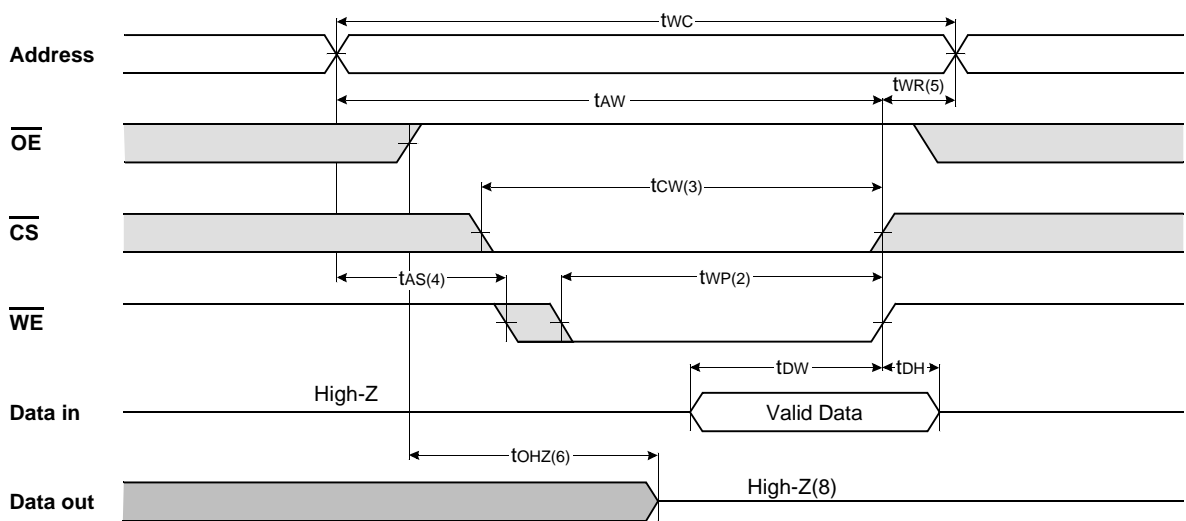 tWC
Address
tWR(5)
tAW
OE
tCW(3)
CS
tAS(4)
tWP(2)
WE
tDW
tDH
High-Z
Data in
Valid Data
tOHZ(6)
High-Z(8)
Data out